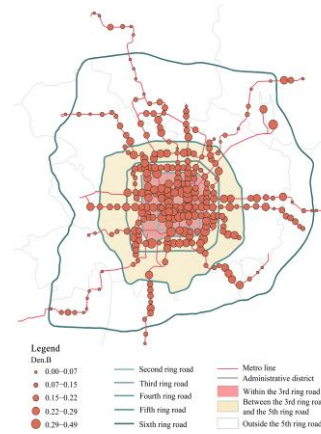 Legend
Den.B
0.00−0.07
0.07−0.15
0.15−0.22
0.22−0.29
0.29−0.49
Second ring road
Third ring road
Fourth ring road
Fifth ring road
Sixth ring road
Metro line
Administrative district
Within the 3rd ring road
Between the 3rd ring road
and the 5th ring road
Outside the 5th ring road